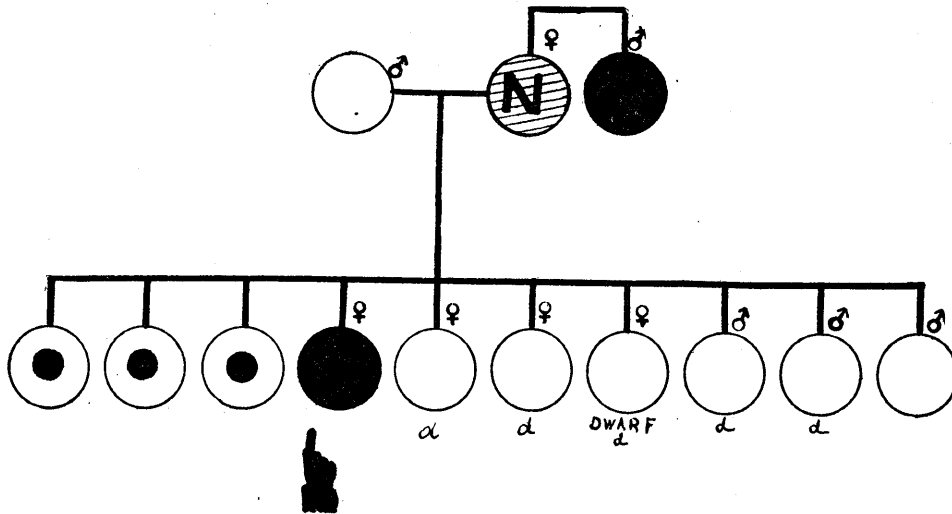 ♀ ♂
♂ N
♀ ♀ ♀ ♀ ♂ ♂ ♂
d d DWARF d d
d